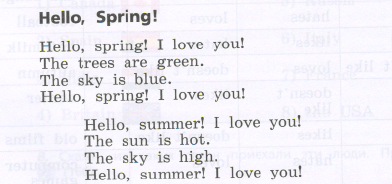 Hello, Spring!
Hello, spring! I love you!
The trees are green.
The sky is blue.
Hello, spring! I love you!
Hello, summer! I love you!
The sun is hot.
The sky is high.
Hello, summer! I love you!